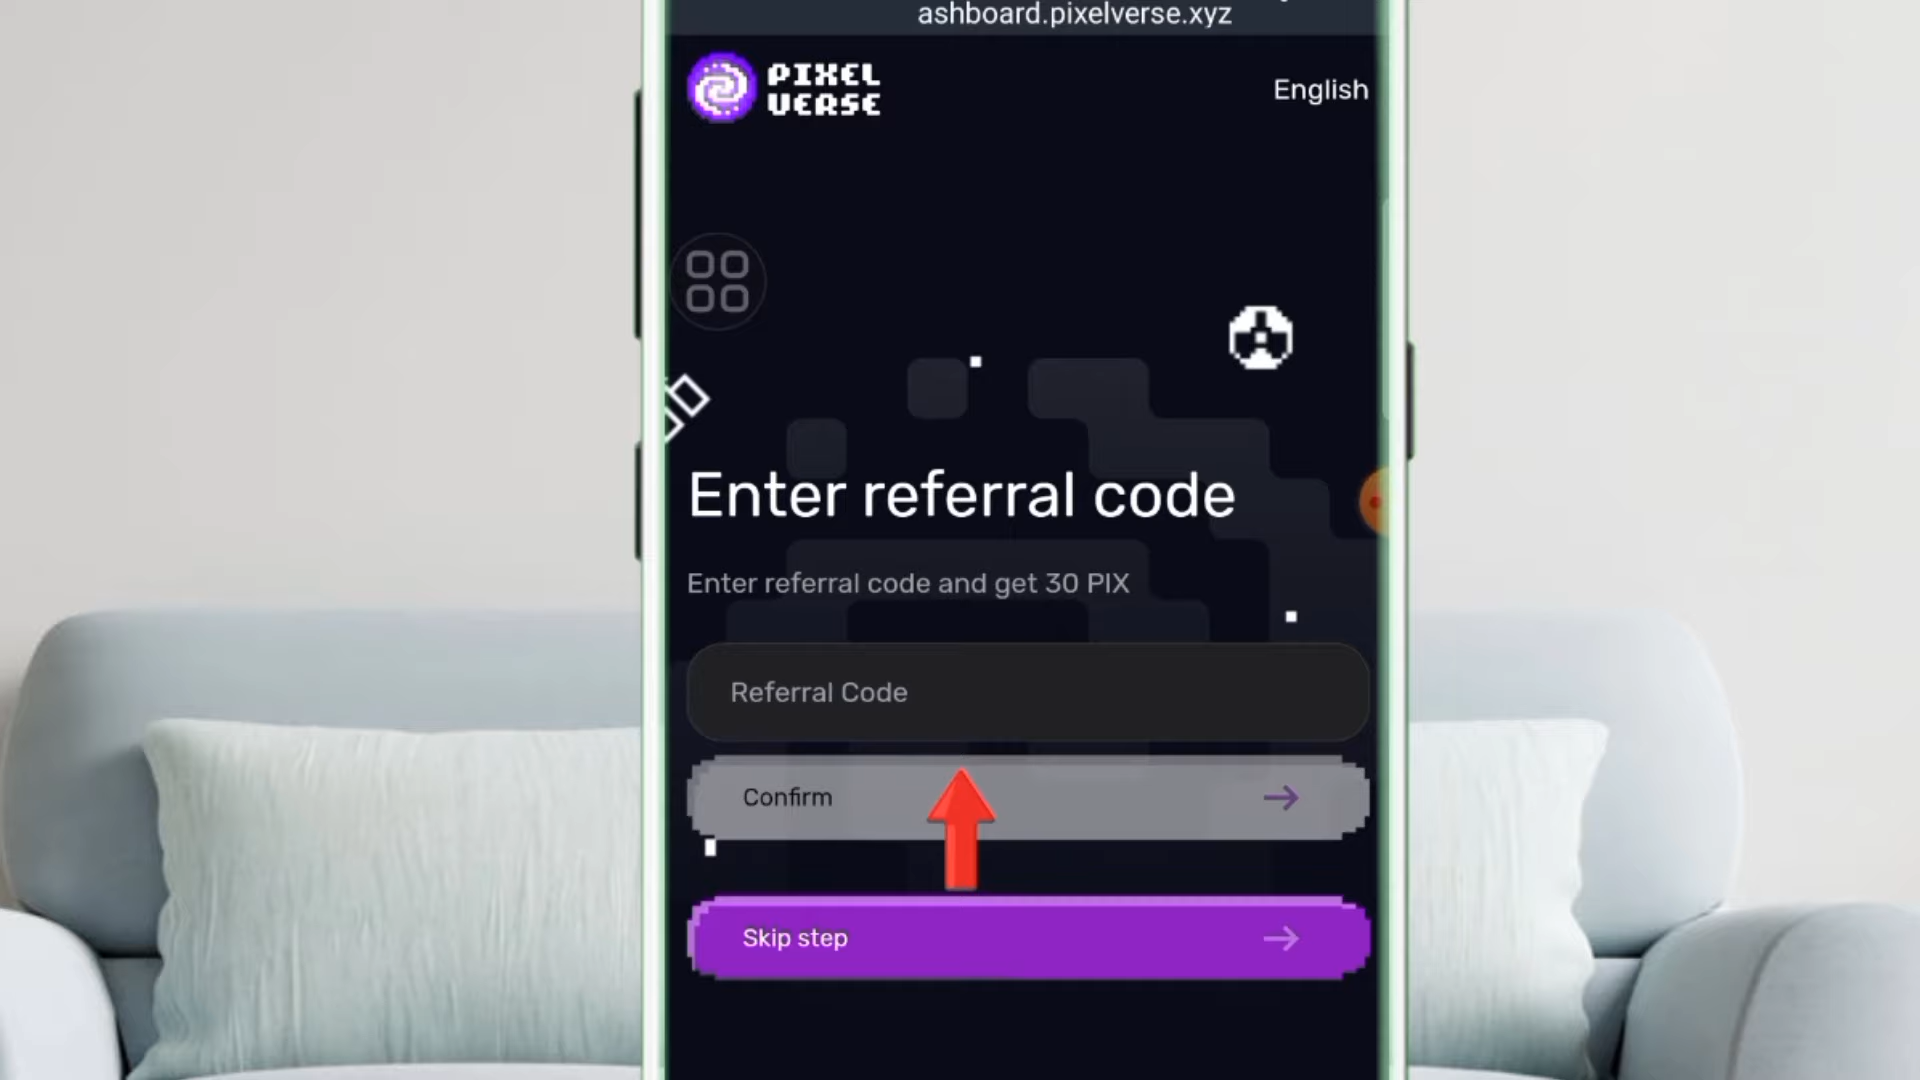 ashboard.pixelverse.xyz
PIXEL
VERSE
English
Enter referral code
Enter referral code and get 30 PIX
Referral Code
Confirm
Skip step